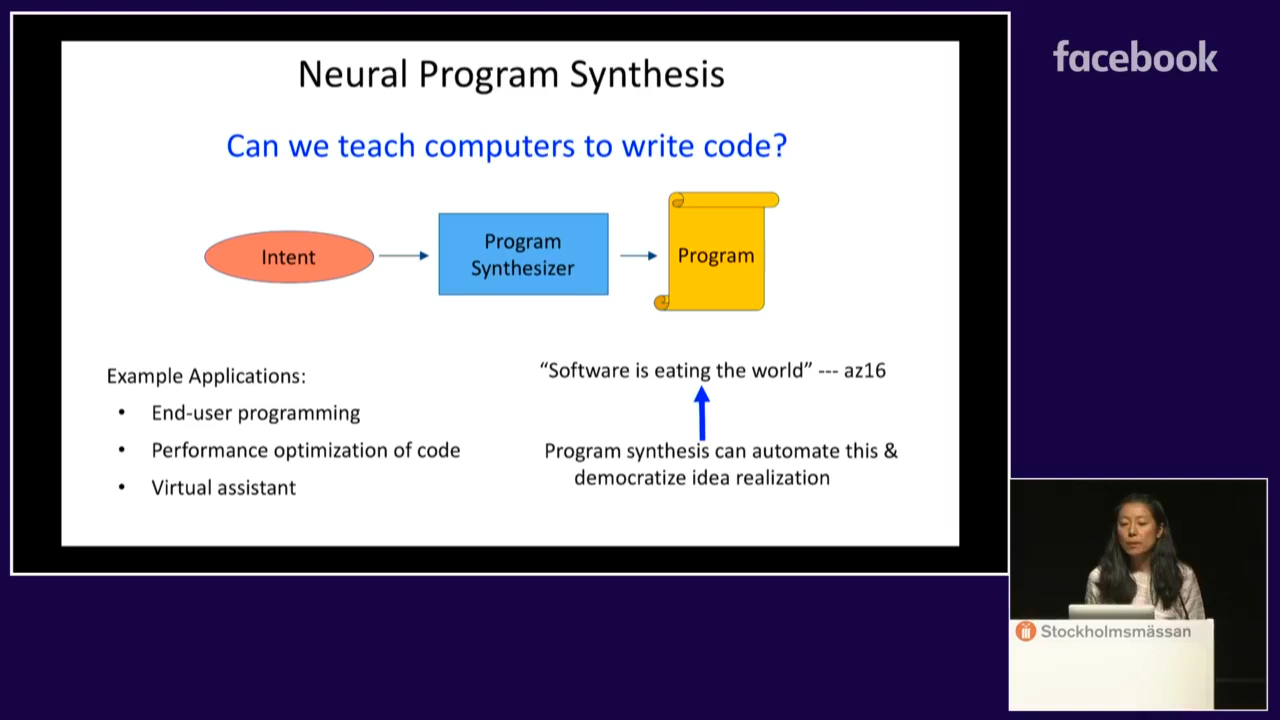 facebook
Neural Program Synthesis
Can we teach computers to write code?
Intent
Program
Synthesizer
Program
Example Applications:
• End-user programming
• Performance optimization of code
• Virtual assistant
“Software is eating the world” --- az16
Program synthesis can automate this &
democratize idea realization
Stockholmsmässan